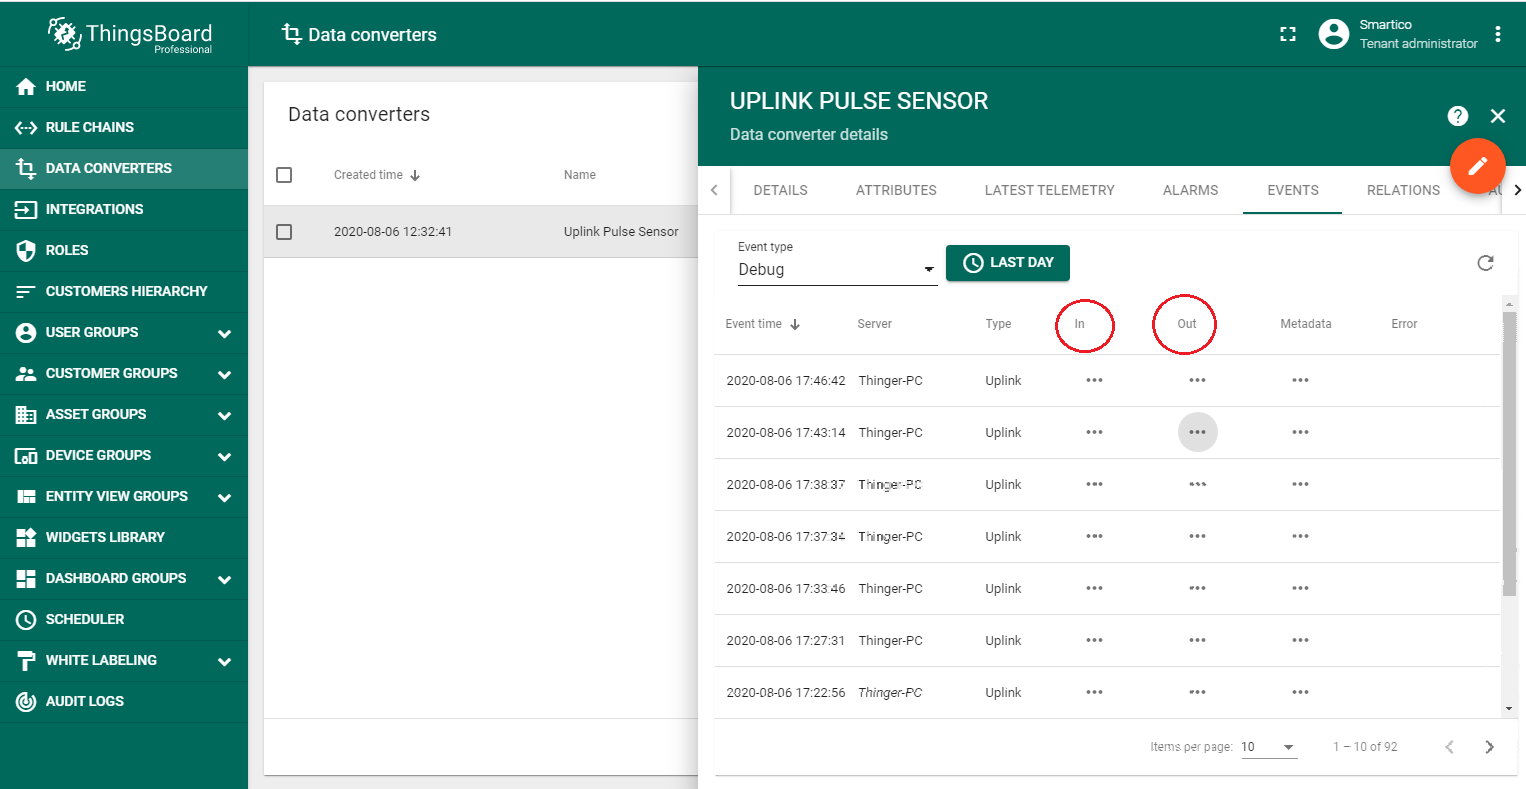 ThingsBoard
Professional
Data converters
Smartico
Tenant administrator
HOME
RULE CHAINS
DATA CONVERTERS
INTEGRATIONS
ROLES
CUSTOMERS HIERARCHY
USER GROUPS
CUSTOMER GROUPS
ASSET GROUPS
DEVICE GROUPS
ENTITY VIEW GROUPS
WIDGETS LIBRARY
DASHBOARD GROUPS
SCHEDULER
WHITE LABELING
AUDIT LOGS
Data converters
Created time Name
2020-08-06 12:32:41 Uplink Pulse Sensor
UPLINK PULSE SENSOR
Data converter details
DETAILS ATTRIBUTES LATEST TELEMETRY ALARMS EVENTS RELATIONS
Event type
Debug
LAST DAY
Event time Server Type In Out Metadata Error
2020-08-06 17:46:42 Thinger-PC Uplink ••• ••• •••
2020-08-06 17:43:14 Thinger-PC Uplink ••• ••• •••
2020-08-06 17:38:37 Thinger-PC Uplink ••• ••• •••
2020-08-06 17:37:34 Thinger-PC Uplink ••• ••• •••
2020-08-06 17:33:46 Thinger-PC Uplink ••• ••• •••
2020-08-06 17:27:31 Thinger-PC Uplink ••• ••• •••
2020-08-06 17:22:56 Thinger-PC Uplink ••• ••• •••
Items per page: 10 1 – 10 of 92